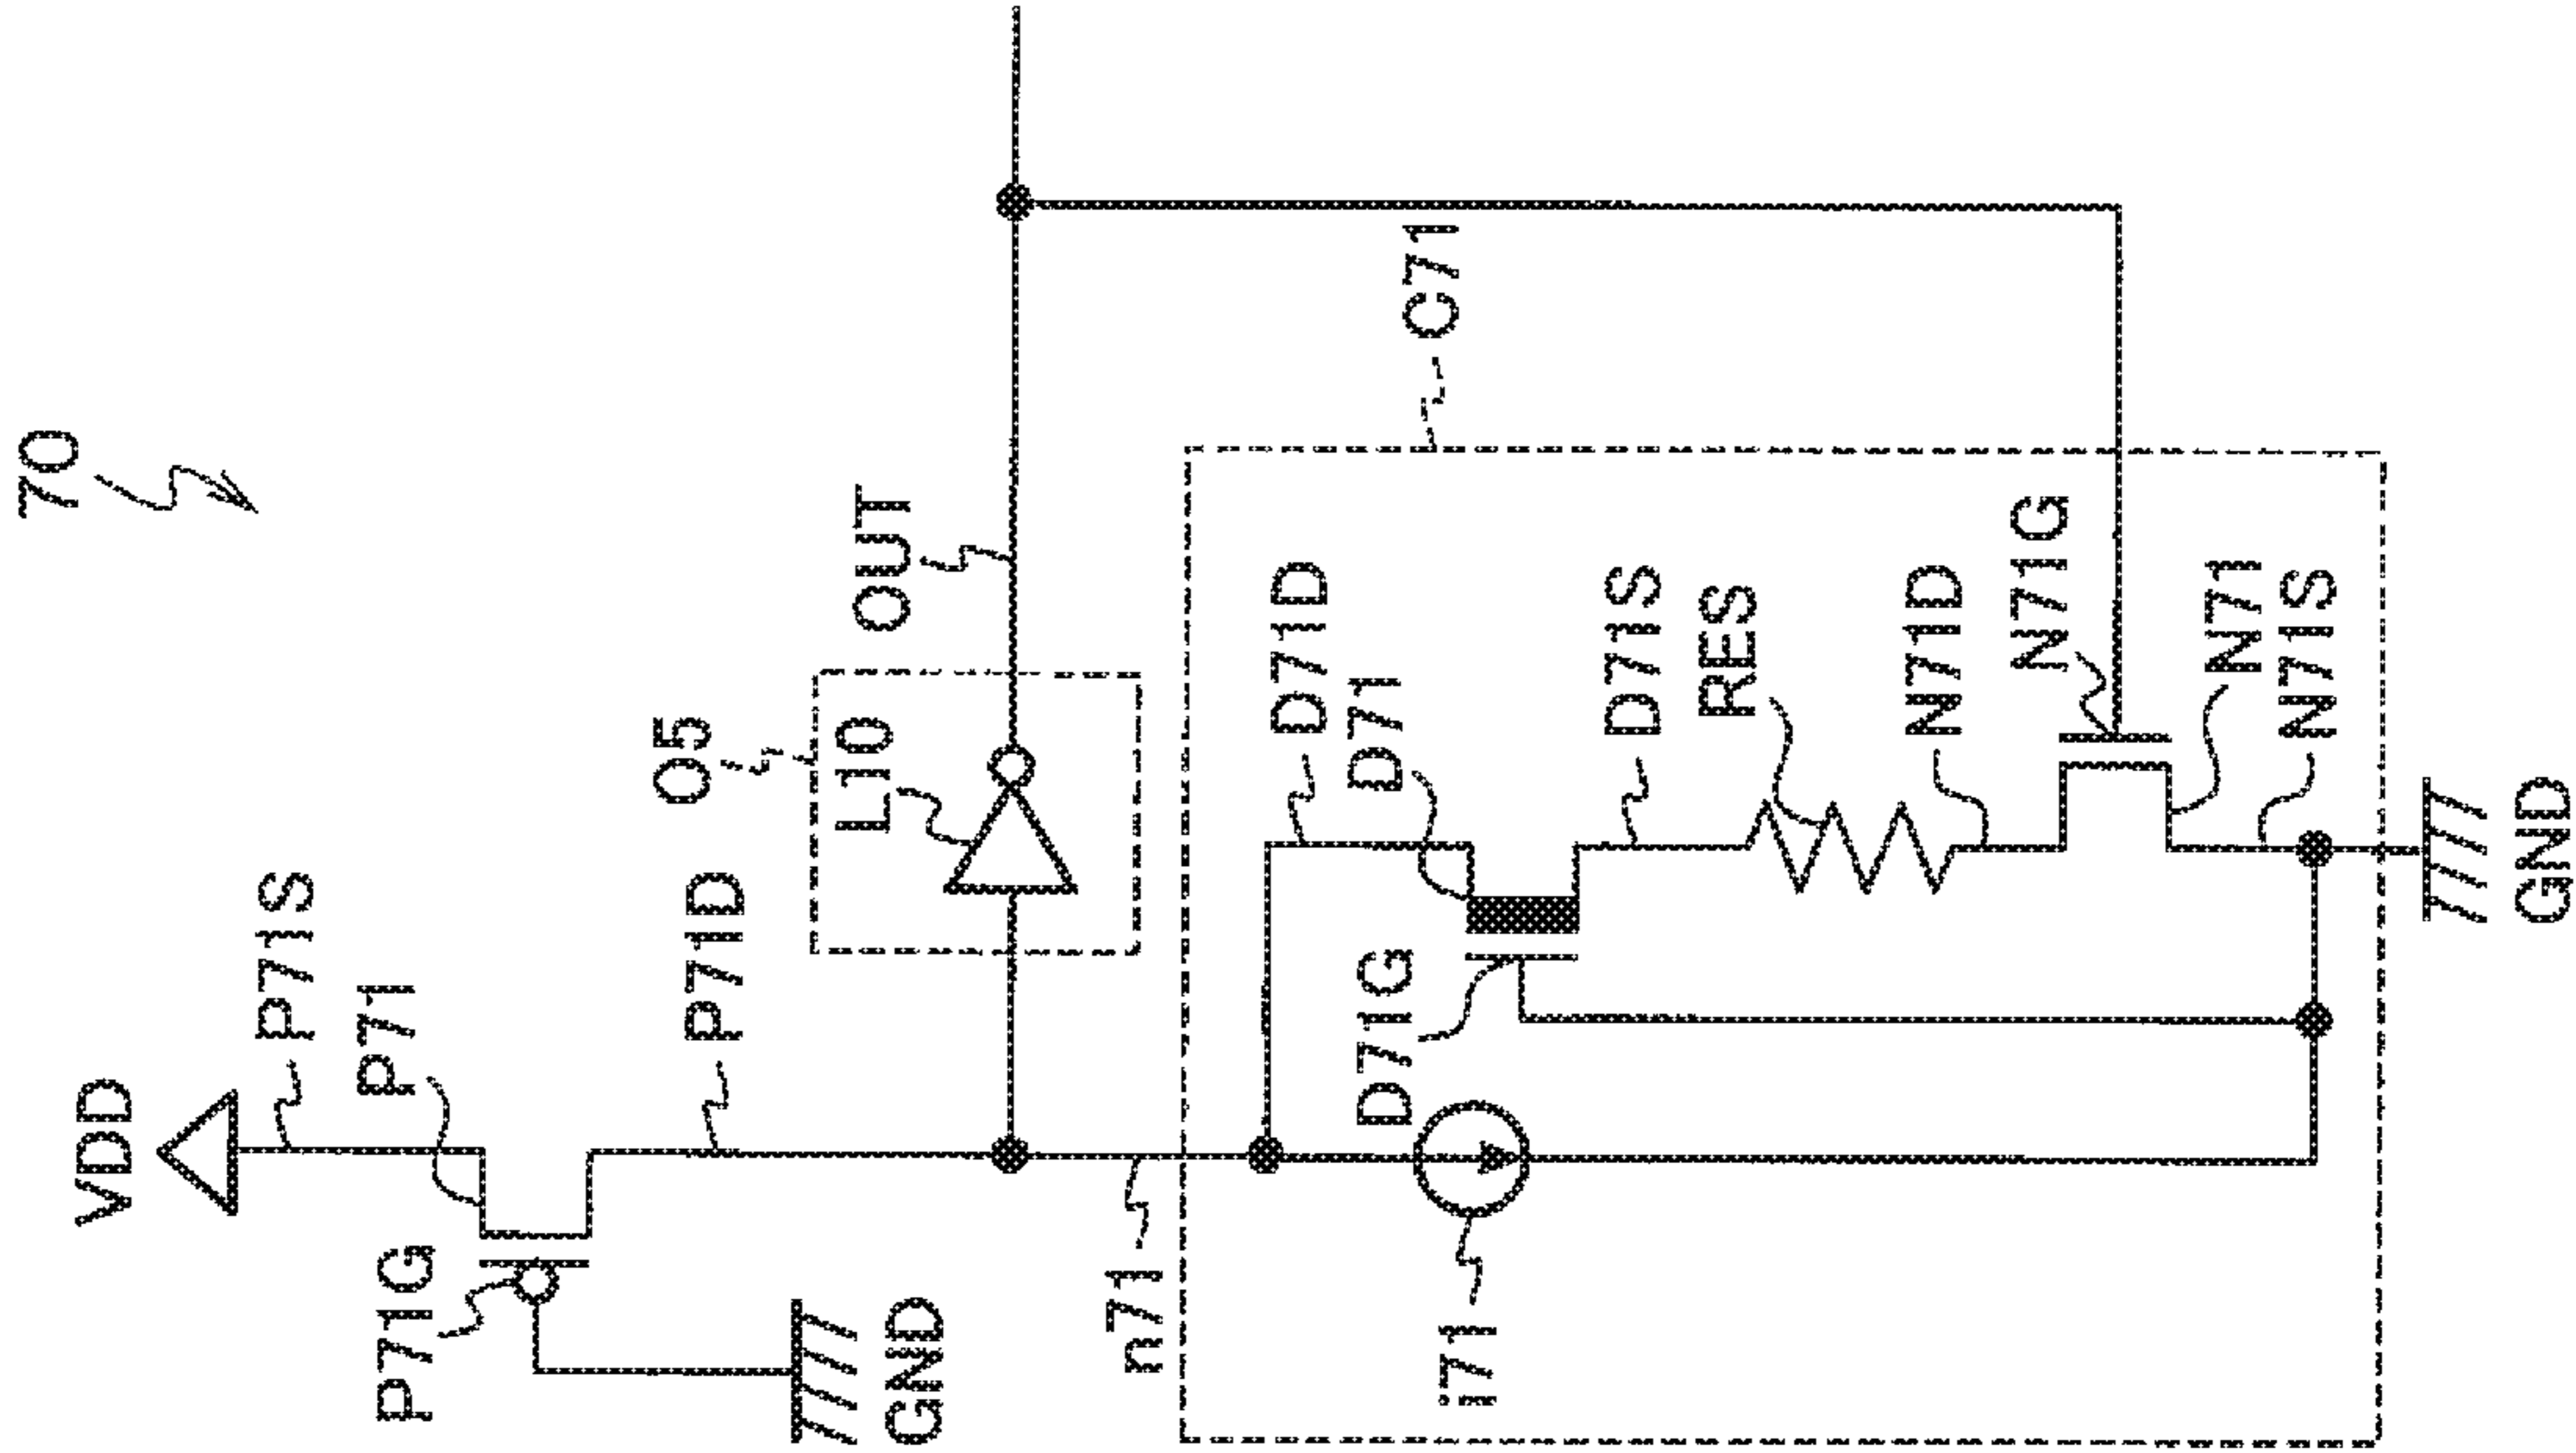 70
VDD
P71S
P71
P71G
GND
P71D
O5
L10
OUT
n71
C71
D71D
D71
D71G
D71S
RES
i71
N71D
N71G
N71
N71S
GND